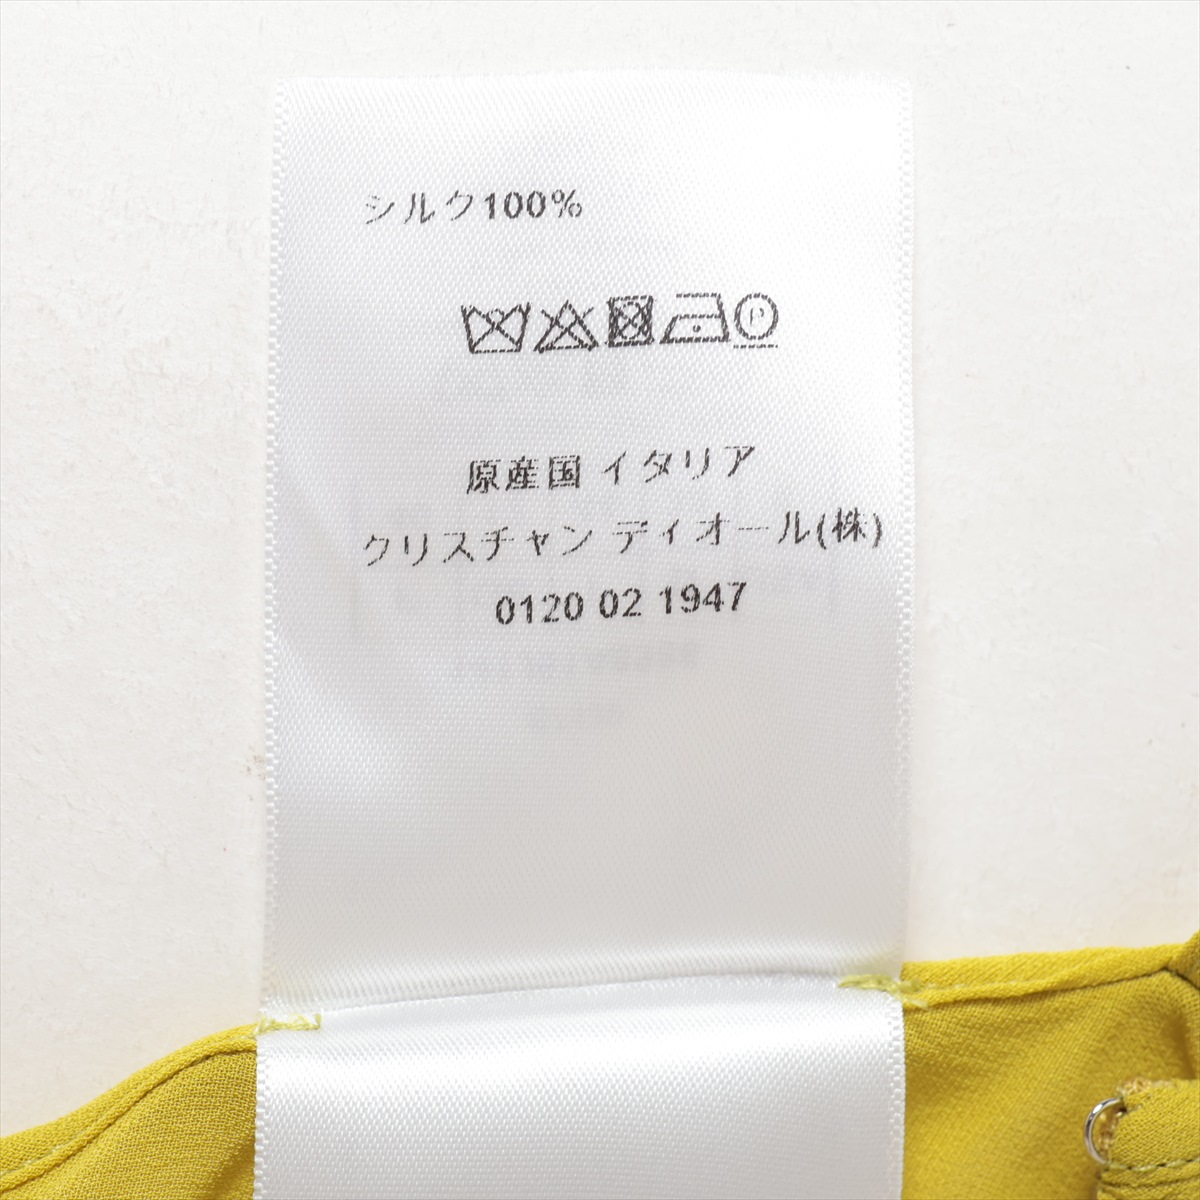 シルク100%
P
原産国 イタリア
クリスチャン ディオール(株)
0120 02 1947